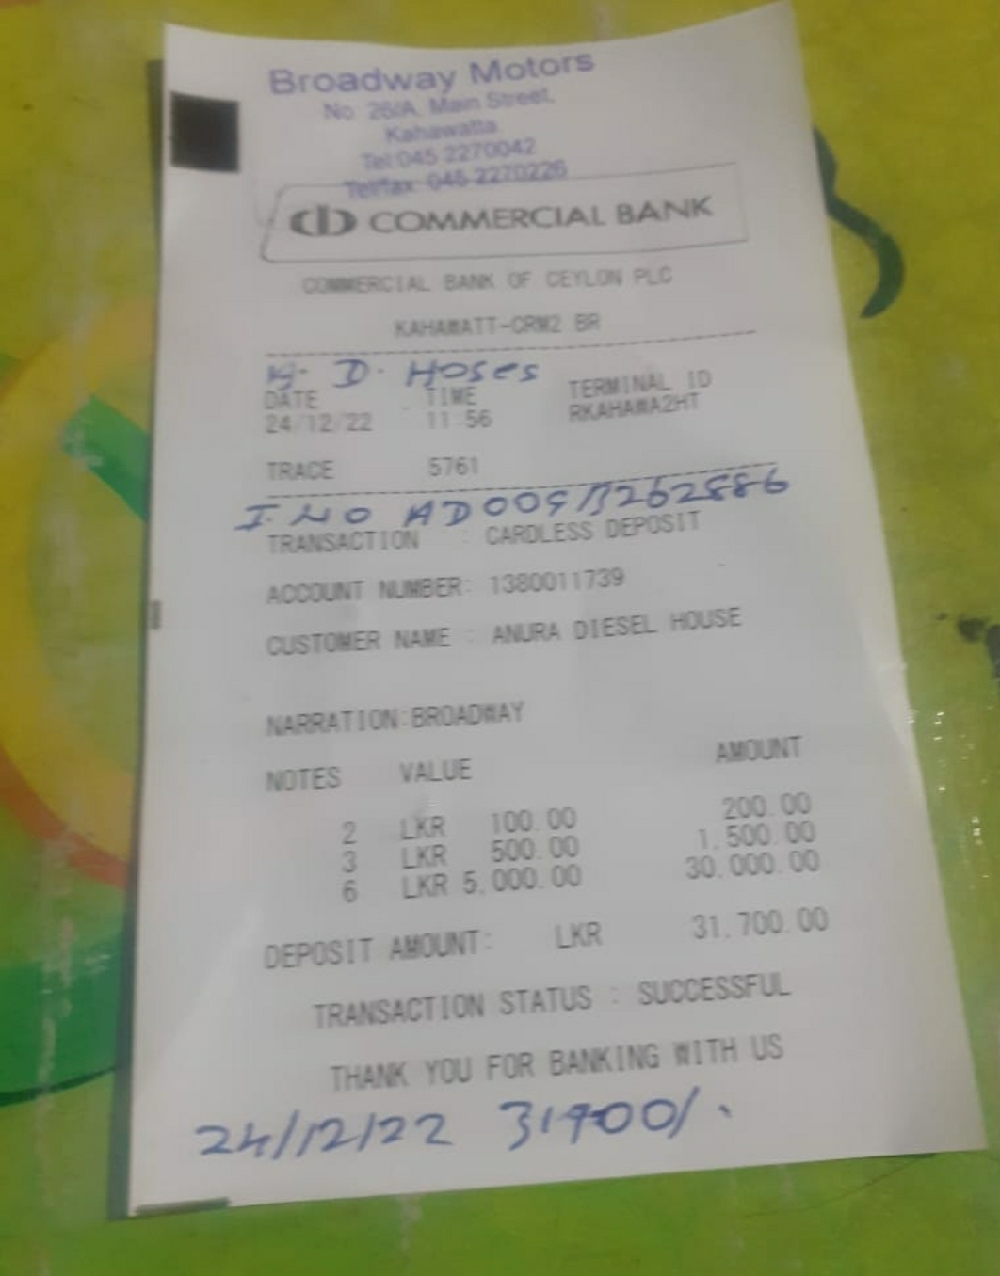 Broadway Motors
No. 26/A, Main Street,
Kahawatta
Tel:045 2270042
Tel/fax: 045 2270226
COMMERCIAL BANK
COMMERCIAL BANK OF CEYLON PLC
KAHAWATT-CRM2 BR
H. D. Hoses
DATE TIME TERMINAL ID
24/12/22 11 56 RKAHAWA2HT
TRACE 5761
I. NO
TRANSACTION : CARDLESS DEPOSIT
ACCOUNT NUMBER: 1380011739
CUSTOMER NAME : ANURA DIESEL HOUSE
NARRATION:BROADWAY
NOTES VALUE AMOUNT
2 LKR 100.00 200.00
3 LKR 500.00 1,500.00
6 LKR 5,000.00 30,000.00
DEPOSIT AMOUNT: LKR 31,700.00
TRANSACTION STATUS : SUCCESSFUL
THANK YOU FOR BANKING WITH US
24/12/22 31700/.